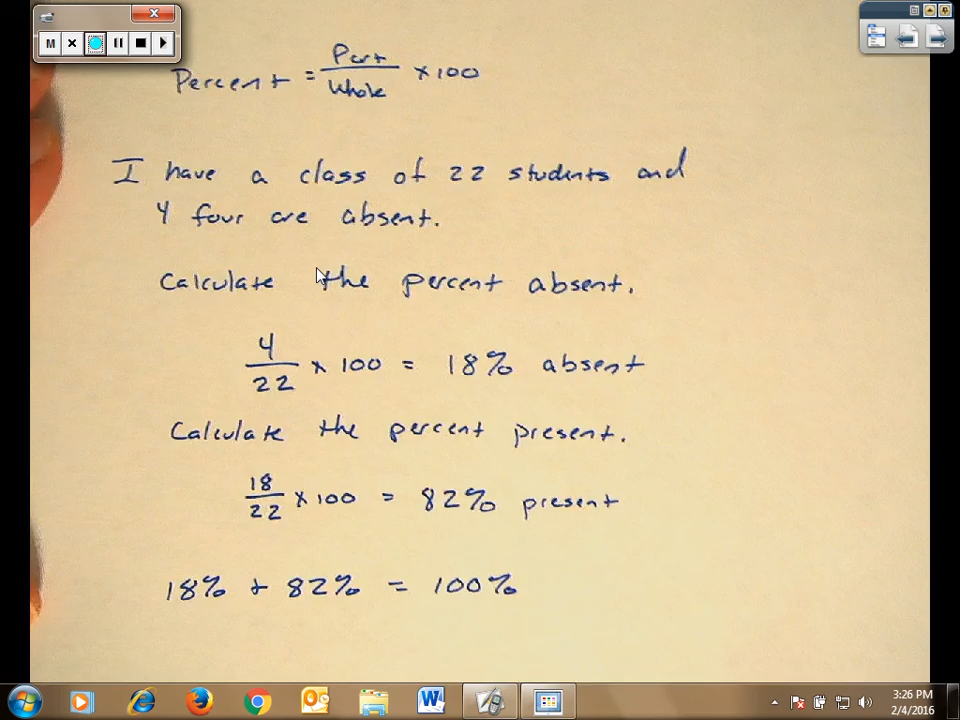 M
Percent = Part/Whole × 100
I have a class of 22 students and
4 four are absent.
Calculate the percent absent.
4/22 × 100 = 18% absent
Calculate the percent present.
18/22 × 100 = 82% present
18% + 82% = 100%
3:26 PM
2/4/2016